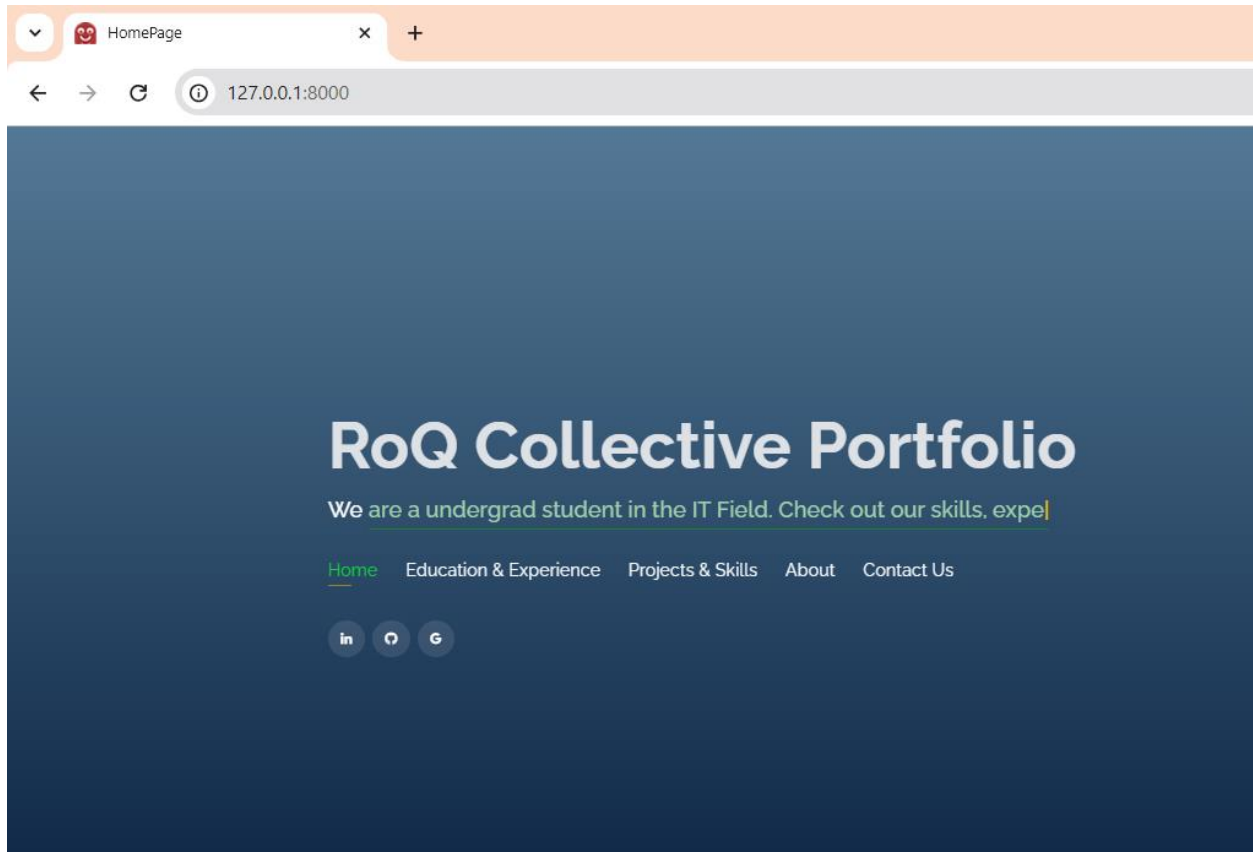 HomePage
127.0.0.1:8000
RoQ Collective Portfolio
We are a undergrad student in the IT Field. Check out our skills, expe
Home Education & Experience Projects & Skills About Contact Us
in G